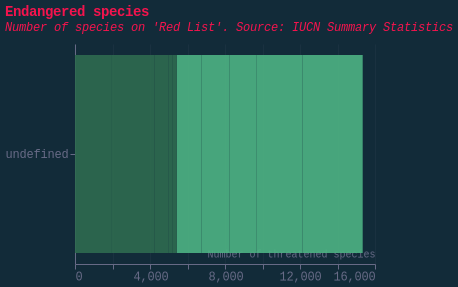 Endangered species
Number of species on 'Red List'. Source: IUCN Summary Statistics
undefined
Number of threatened species
0 4,000 8,000 12,000 16,000